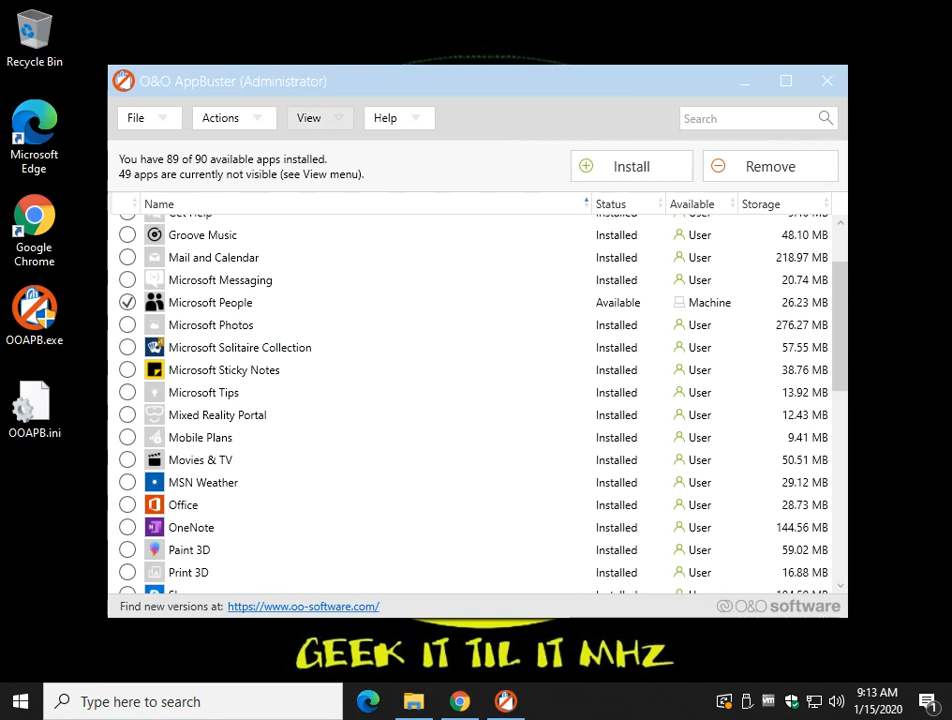 Recycle Bin
Microsoft
Edge
Google
Chrome
OOAPB.exe
OOAPB.ini
O&O AppBuster (Administrator)
File
Actions
View
Help
Search
You have 89 of 90 available apps installed.
49 apps are currently not visible (see View menu).
Install
Remove
Name Status Available Storage
Groove Music Installed User 48.10 MB
Mail and Calendar Installed User 218.97 MB
Microsoft Messaging Installed User 20.74 MB
Microsoft People Available Machine 26.23 MB
Microsoft Photos Installed User 276.27 MB
Microsoft Solitaire Collection Installed User 57.55 MB
Microsoft Sticky Notes Installed User 38.76 MB
Microsoft Tips Installed User 13.92 MB
Mixed Reality Portal Installed User 12.43 MB
Mobile Plans Installed User 9.41 MB
Movies & TV Installed User 50.51 MB
MSN Weather Installed User 29.12 MB
Office Installed User 28.73 MB
OneNote Installed User 144.56 MB
Paint 3D Installed User 59.02 MB
Print 3D Installed User 16.88 MB
Find new versions at: https://www.oo-software.com/
O&O software
GEEK IT TIL IT MHZ
Type here to search
9:13 AM
1/15/2020
1